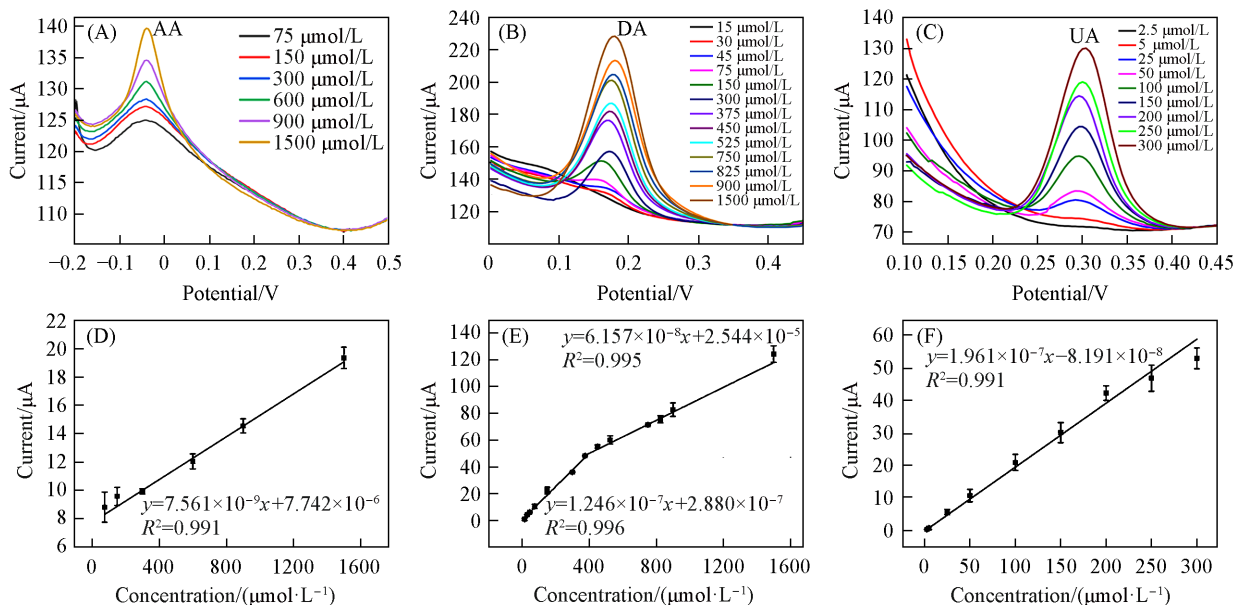 (A)
AA
75 μmol/L
150 μmol/L
300 μmol/L
600 μmol/L
900 μmol/L
1500 μmol/L
140
135
130
125
120
115
110
Current/μA
−0.2
−0.1
0
0.1
0.2
0.3
0.4
0.5
Potential/V
(B)
DA
15 μmol/L
30 μmol/L
45 μmol/L
75 μmol/L
150 μmol/L
300 μmol/L
375 μmol/L
450 μmol/L
525 μmol/L
750 μmol/L
825 μmol/L
900 μmol/L
1500 μmol/L
240
220
200
180
160
140
120
Current/μA
0
0.1
0.2
0.3
0.4
Potential/V
(C)
UA
2.5 μmol/L
5 μmol/L
25 μmol/L
50 μmol/L
100 μmol/L
150 μmol/L
200 μmol/L
250 μmol/L
300 μmol/L
140
130
120
110
100
90
80
70
Current/μA
0.10
0.15
0.20
0.25
0.30
0.35
0.40
0.45
Potential/V
(D)
22
20
18
16
14
12
10
8
6
Current/μA
y=7.561×10⁻⁹x+7.742×10⁻⁶
R²=0.991
0
400
800
1200
1600
Concentration/(μmol·L⁻¹)
(E)
y=6.157×10⁻⁸x+2.544×10⁻⁵
R²=0.995
140
120
100
80
60
40
20
0
Current/μA
y=1.246×10⁻⁷x+2.880×10⁻⁷
R²=0.996
0
400
800
1200
1600
Concentration/(μmol·L⁻¹)
(F)
y=1.961×10⁻⁷x−8.191×10⁻⁸
R²=0.991
60
50
40
30
20
10
0
Current/μA
0
50
100
150
200
250
300
Concentration/(μmol·L⁻¹)